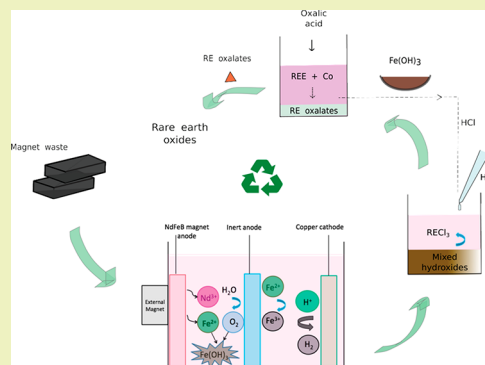 Oxalic
acid
RE oxalates
REE + Co
Fe(OH)3
RE oxalates
HCl
Rare earth
oxides
Magnet waste
H
NdFeB magnet
anode
Inert anode
Copper cathode
RECl3
Mixed
hydroxides
External
Magnet
Nd3+
H2O
Fe2+
H+
Fe2+
O2
Fe3+
H2
Fe(OH)3